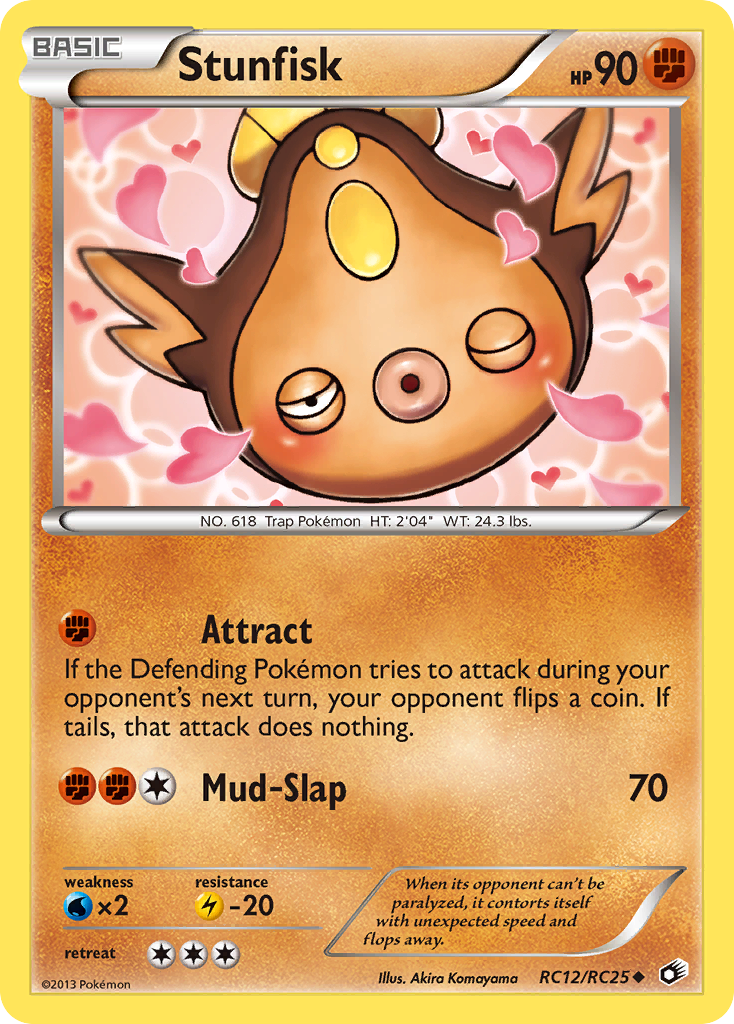 BASIC
Stunfisk
HP 90
NO. 618 Trap Pokémon HT: 2'04" WT: 24.3 lbs.
Attract
If the Defending Pokémon tries to attack during your
opponent's next turn, your opponent flips a coin. If
tails, that attack does nothing.
Mud-Slap 70
weakness resistance
×2 -20
retreat
When its opponent can't be
paralyzed, it contorts itself
with unexpected speed and
flops away.
©2013 Pokémon Illus. Akira Komayama RC12/RC25